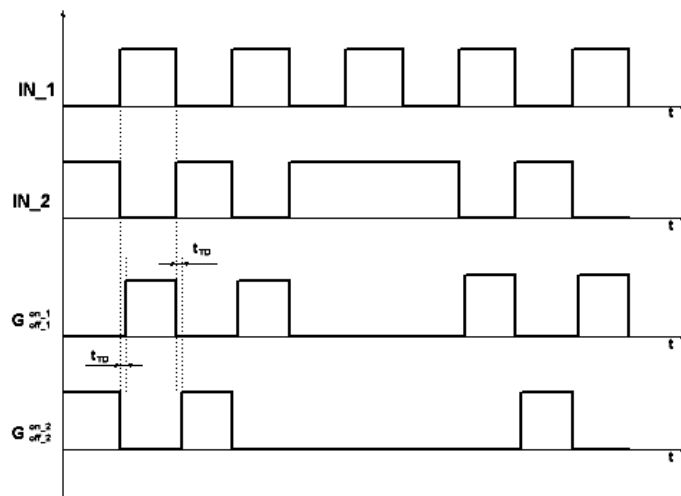 IN_1
t
IN_2
t
t_TD
G on_1 off_1
t
t_TD
G on_2 off_2
t